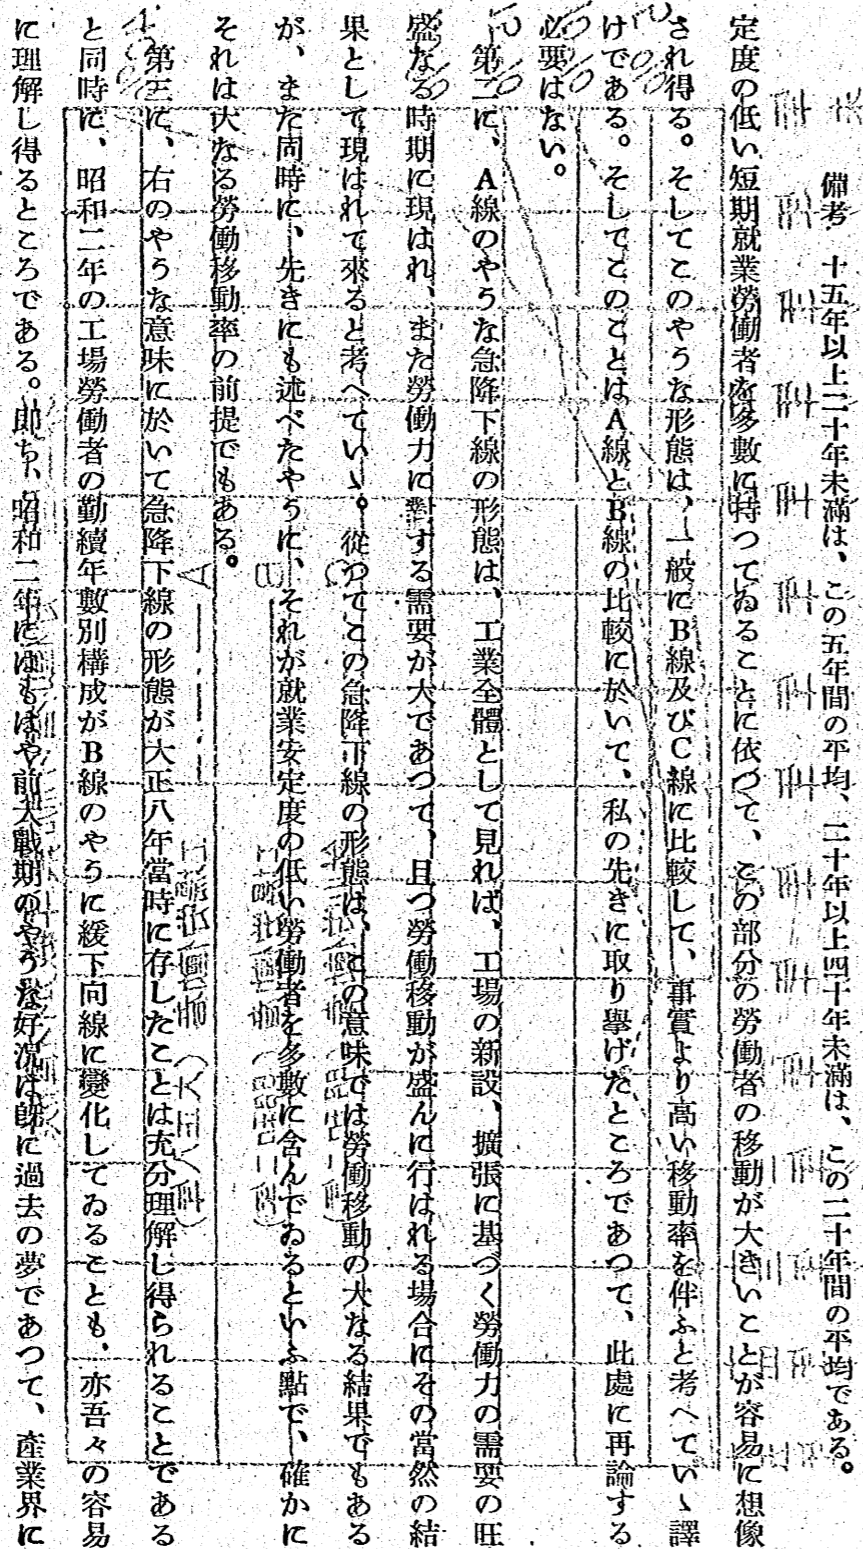 備考　十五年以上二十年未滿は、この五年間の平均、二十年以上四十年未滿は、この二十年間の平均である。
定度の低い短期就業勞働者を多數に持つてゐることに依つて、この部分の勞働者の移動が大きいことが容易に想像
され得る。そしてこのやうな形態は、一般にB線及びC線に比較して、事實より高い移動率を伴ふと考へていゝ譯
けである。そしてこのことはA線とB線の比較に於いて、私の先きに取り擧げたところであつて、此處に再論する
必要はない。
第二に、A線のやうな急降下線の形態は、工業全體として見れば、工場の新設、擴張に基づく勞働力の需要の旺
盛なる時期に現はれ、また勞働力に對する需要が大であつて、且つ勞働移動が盛んに行はれる場合にその當然の結
果として現はれて來ると考へていゝ。從つてこの急降下線の形態は、この意味では勞働移動の大なる結果でもある
が、また同時に、先きにも述べたやうに、それが就業安定度の低い勞働者を多數に含んでゐるといふ點で、確かに
それは大なる勞働移動率の前提でもある。
第三に、右のやうな意味に於いて急降下線の形態が大正八年當時に存したことは充分理解し得られることである
と同時に、昭和二年の工場勞働者の勤續年數別構成がB線のやうに緩下向線に變化してゐることも、亦吾々の容易
に理解し得るところである。即ち、昭和二年にはもはや前大戰期のやうな好況は既に過去の夢であつて、產業界に